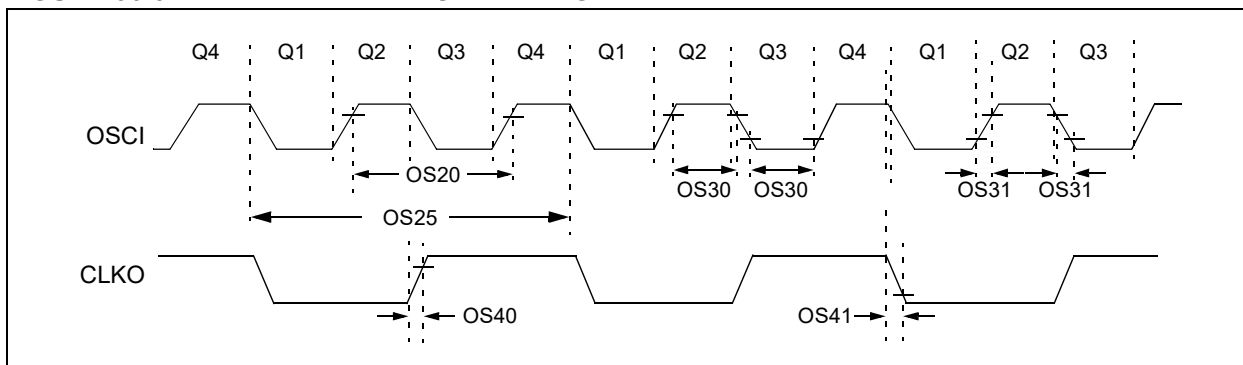 Q4 Q1 Q2 Q3 Q4 Q1 Q2 Q3 Q4 Q1 Q2 Q3
OSCI
OS20
OS30 OS30
OS31 OS31
OS25
CLKO
OS40
OS41